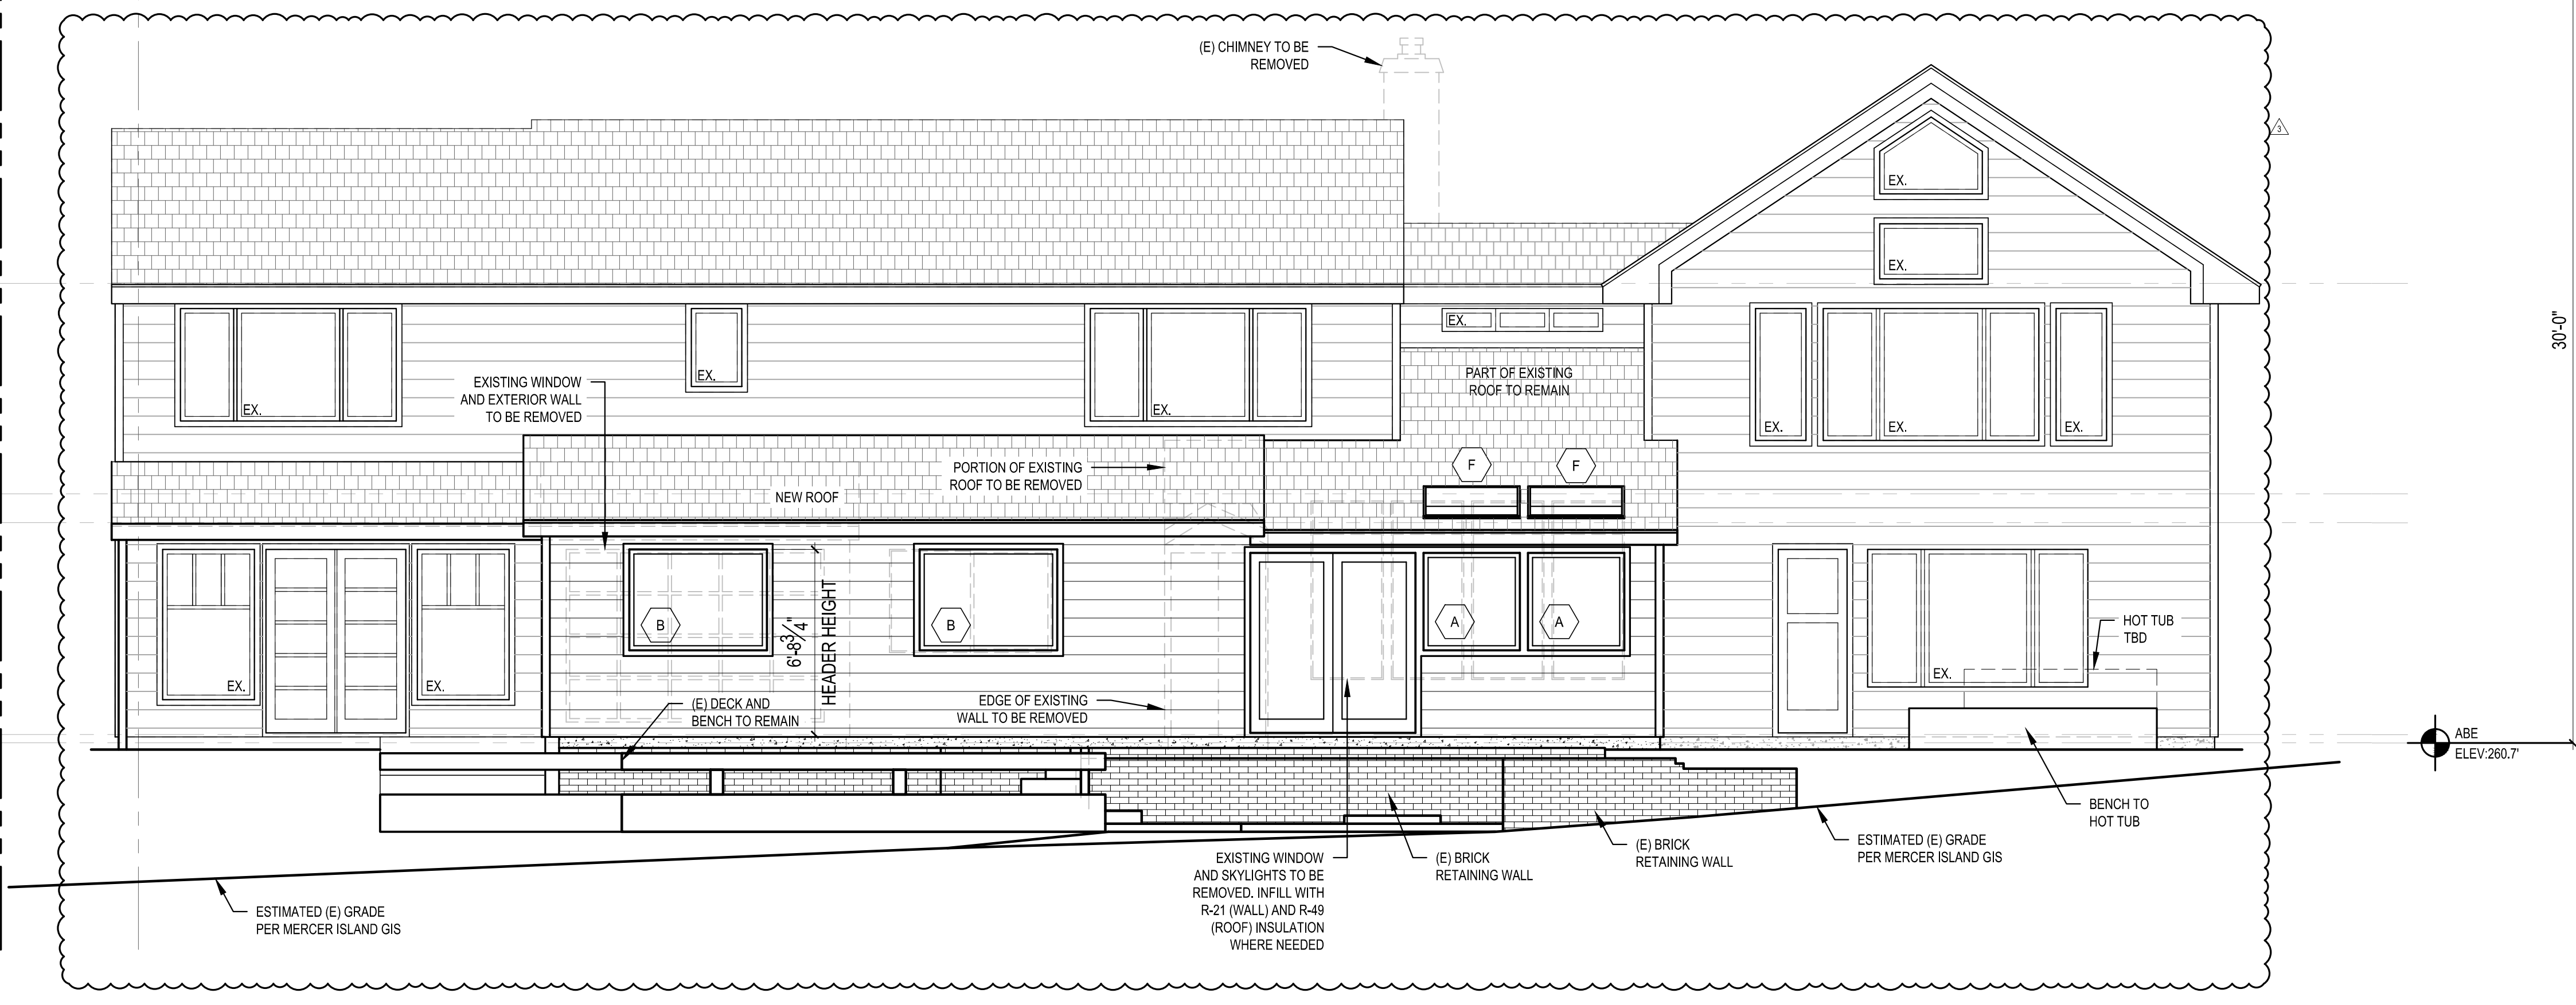 (E) CHIMNEY TO BE
REMOVED
3
EX.
EX.
30'-0"
EX.
EX.
EX.
EX.
PART OF EXISTING
ROOF TO REMAIN
EXISTING WINDOW
AND EXTERIOR WALL
TO BE REMOVED
EX.
EX.
EX.
PORTION OF EXISTING
ROOF TO BE REMOVED
F
F
NEW ROOF
B
B
A
A
6'-8 3/4"
HEADER HEIGHT
HOT TUB
TBD
EX.
EX.
EX.
(E) DECK AND
BENCH TO REMAIN
EDGE OF EXISTING
WALL TO BE REMOVED
ABE
ELEV:260.7'
BENCH TO
HOT TUB
ESTIMATED (E) GRADE
PER MERCER ISLAND GIS
(E) BRICK
RETAINING WALL
(E) BRICK
RETAINING WALL
EXISTING WINDOW
AND SKYLIGHTS TO BE
REMOVED. INFILL WITH
R-21 (WALL) AND R-49
(ROOF) INSULATION
WHERE NEEDED
ESTIMATED (E) GRADE
PER MERCER ISLAND GIS